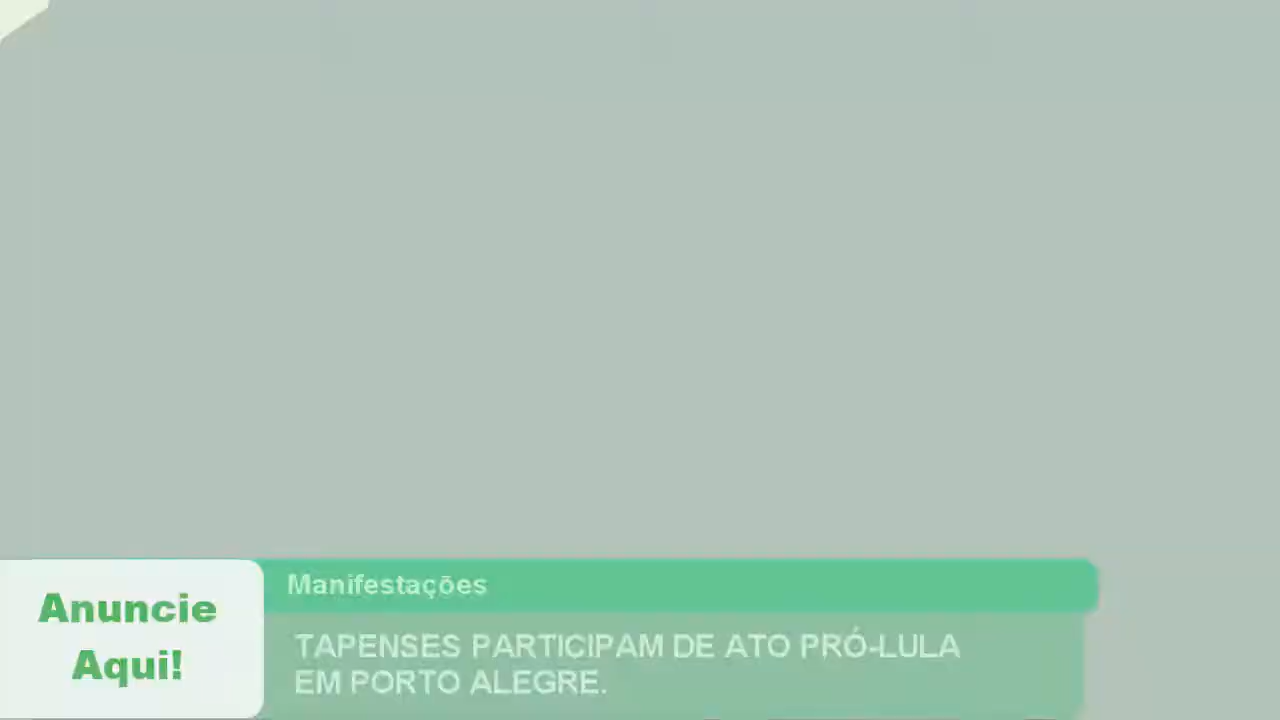 Anuncie
Aqui!
Manifestações
TAPENSES PARTICIPAM DE ATO PRÓ-LULA
EM PORTO ALEGRE.